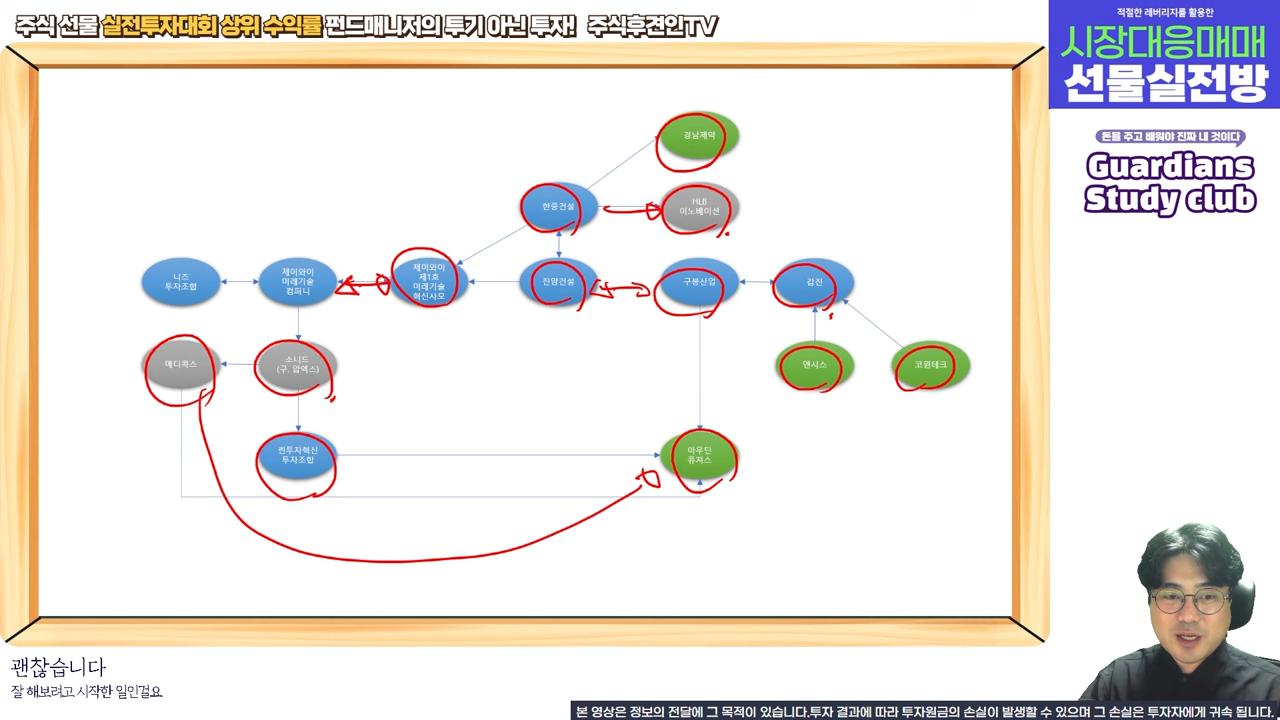 주식 선물 실전투자대회 상위 수익률 펀드매니저의 투기 아닌 투자! 주식후견인TV
적절한 레버리지를 활용한
시장대응매매
선물실전방
돈을 주고 배워야 진짜 내 것이다
Guardians
Study club
경남제약
한중건설
HLB
이노베이션
니즈
투자조합
제이와이
미래기술
컴퍼니
제이와이
제1호
미래기술
혁신사모
진양건설
구봉산업
갑진
메디콕스
소니드
(구, 압엑스)
앤시스
코윈테크
린투자혁신
투자조합
아우딘
퓨쳐스
괜찮습니다
잘 해보려고 시작한 일인걸요
본 영상은 정보의 전달에 그 목적이 있습니다.투자 결과에 따라 투자원금의 손실이 발생할 수 있으며 그 손실은 투자자에게 귀속 됩니다.